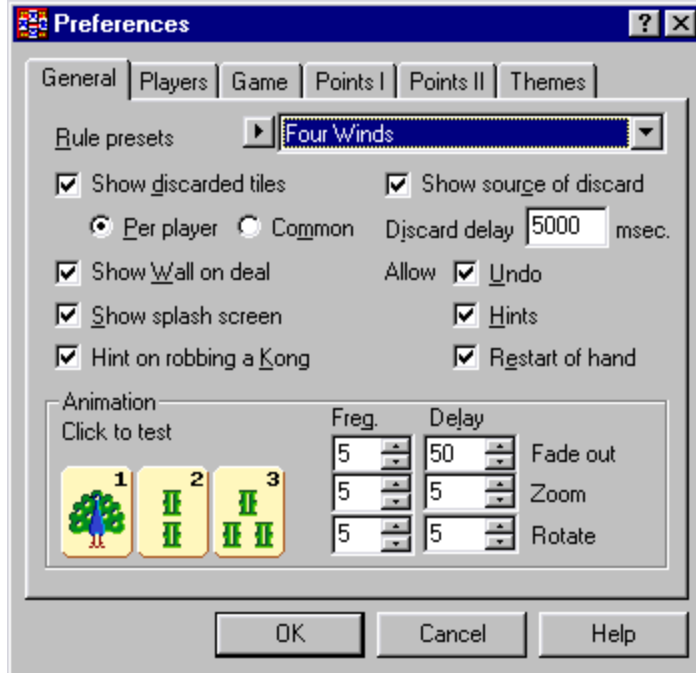 Preferences
General Players Game Points I Points II Themes
Rule presets Four Winds
Show discarded tiles Show source of discard
Per player Common Discard delay 5000 msec.
Show Wall on deal Allow Undo
Show splash screen Hints
Hint on robbing a Kong Restart of hand
Animation
Click to test Freq. Delay
1 2 3
5 50 Fade out
5 5 Zoom
5 5 Rotate
OK Cancel Help